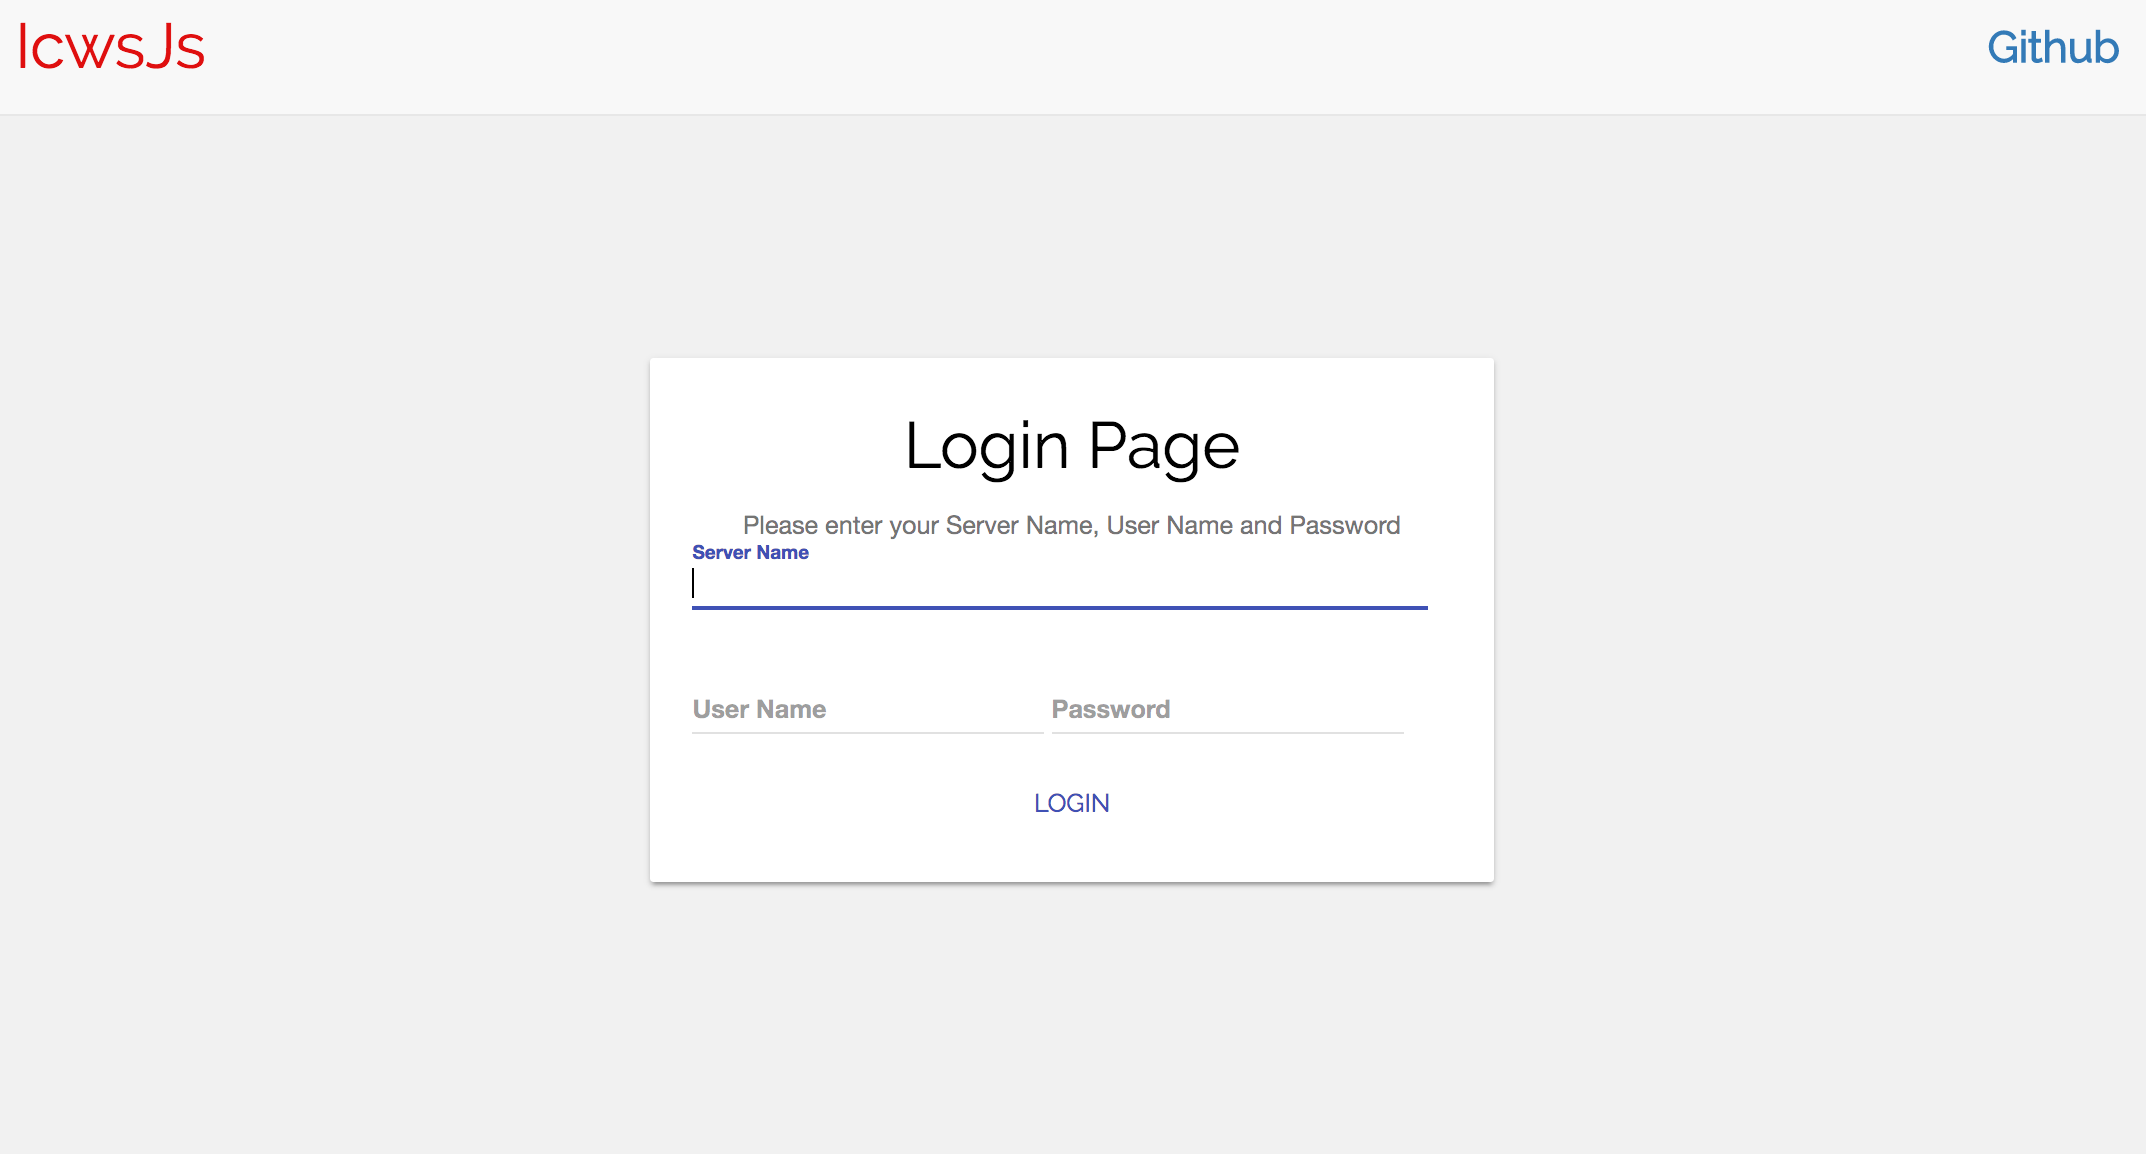 IcwsJs
Github
Login Page
Please enter your Server Name, User Name and Password
Server Name
User Name Password
LOGIN